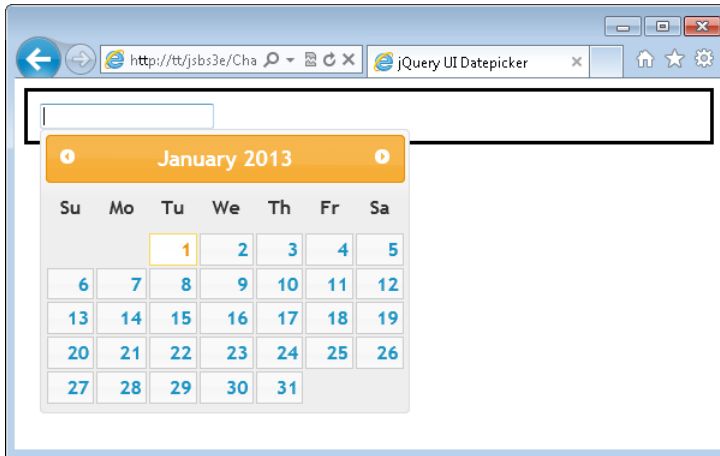 http://tt/jsbs3e/Cha
jQuery UI Datepicker
January 2013
Su Mo Tu We Th Fr Sa
1 2 3 4 5
6 7 8 9 10 11 12
13 14 15 16 17 18 19
20 21 22 23 24 25 26
27 28 29 30 31